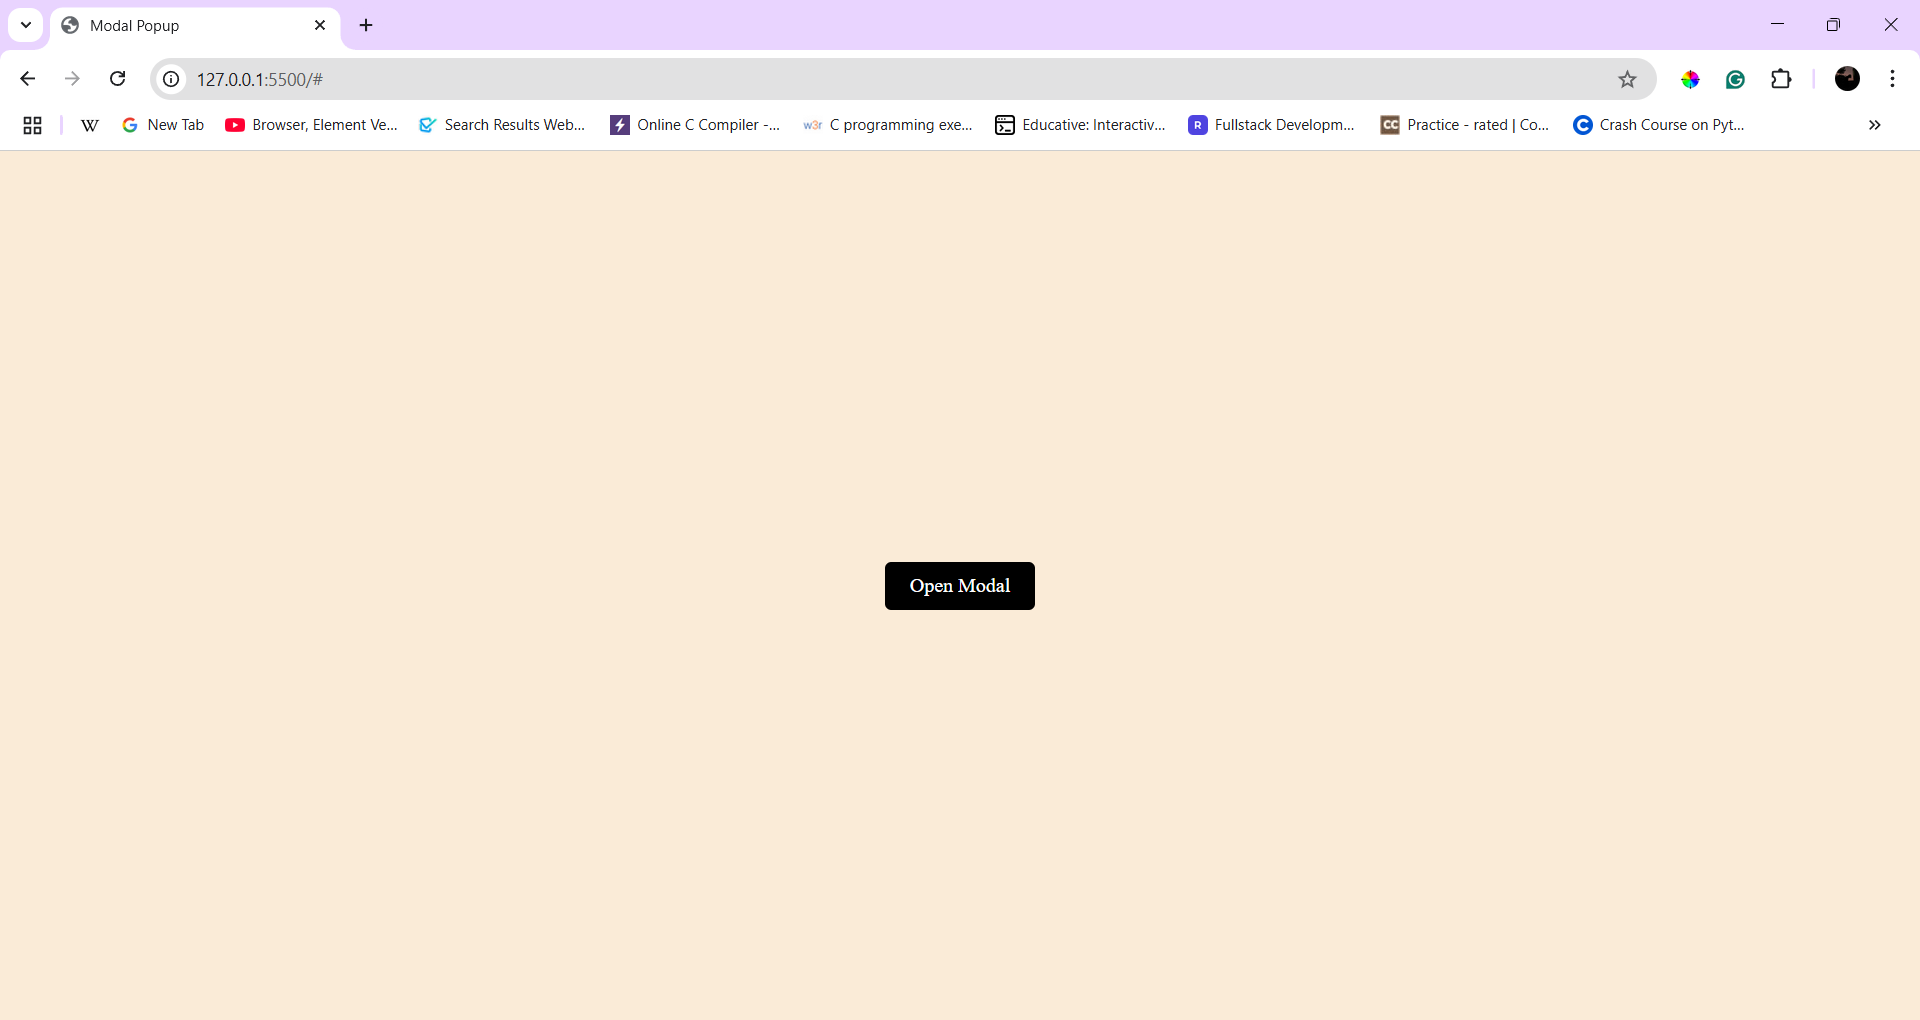 Modal Popup
127.0.0.1:5500/#
W New Tab Browser, Element Ve... Search Results Web... Online C Compiler -... w3r C programming exe... Educative: Interactiv... R Fullstack Developm... CC Practice - rated | Co... C Crash Course on Pyt...
Open Modal